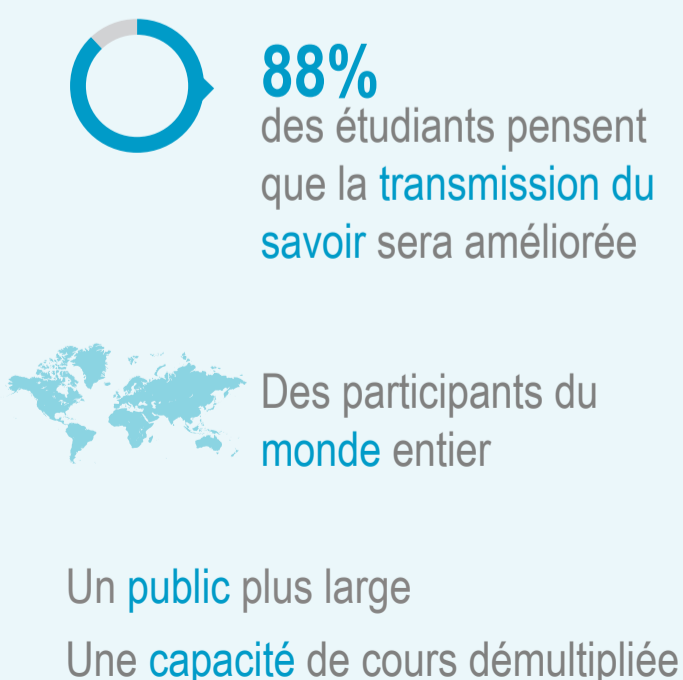 88%
des étudiants pensent
que la transmission du
savoir sera améliorée
Des participants du
monde entier
Un public plus large
Une capacité de cours démultipliée